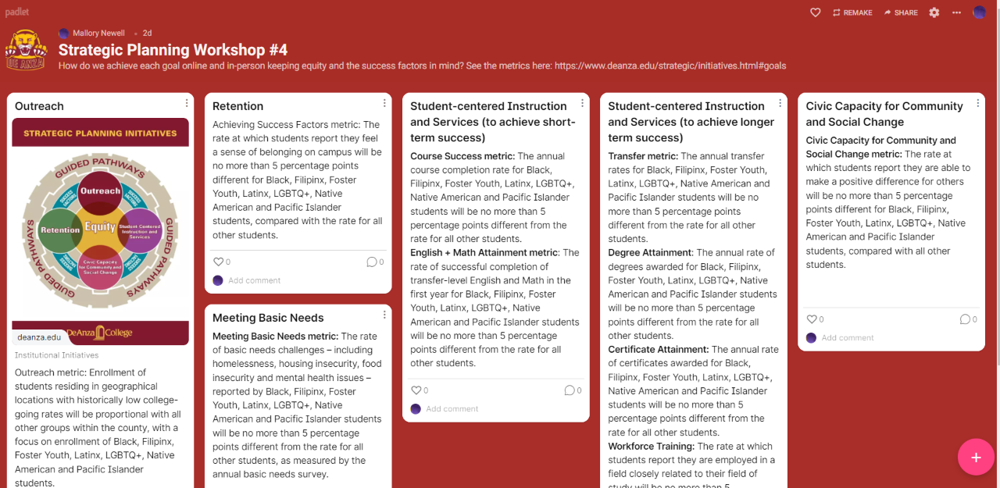 padlet
REMAKE
SHARE
Mallory Newell
2d
Strategic Planning Workshop #4
How do we achieve each goal online and in-person keeping equity and the success factors in mind? See the metrics here: https://www.deanza.edu/strategic/initiatives.html#goals
DE ANZA
Outreach
STRATEGIC PLANNING INITIATIVES
GUIDED PATHWAYS
GUIDED PATHWAYS
GUIDED PATHWAYS
GUIDED PATHWAYS
SUCCESS FACTORS
SUCCESS FACTORS
SUCCESS FACTORS
SUCCESS FACTORS
Outreach
Retention
Equity
Student-Centered
Instruction and
Services
Civic Capacity
for Community and
Social Change
De Anza College
deanza.edu
Institutional Initiatives
Outreach metric: Enrollment of
students residing in geographical
locations with historically low college-
going rates will be proportional with all
other groups within the county, with a
focus on enrollment of Black, Filipinx,
Foster Youth, Latinx, LGBTQ+, Native
American and Pacific Islander
students.
Retention
Achieving Success Factors metric: The
rate at which students report they feel
a sense of belonging on campus will be
no more than 5 percentage points
different for Black, Filipinx, Foster
Youth, Latinx, LGBTQ+, Native
American and Pacific Islander
students, compared with the rate for all
other students.
0
0
Add comment
Meeting Basic Needs
Meeting Basic Needs metric: The rate
of basic needs challenges – including
homelessness, housing insecurity, food
insecurity and mental health issues –
reported by Black, Filipinx, Foster
Youth, Latinx, LGBTQ+, Native
American and Pacific Islander students
will be no more than 5 percentage
points different from the rate for all
other students, as measured by the
annual basic needs survey.
Student-centered Instruction
and Services (to achieve short-
term success)
Course Success metric: The annual
course completion rate for Black,
Filipinx, Foster Youth, Latinx, LGBTQ+,
Native American and Pacific Islander
students will be no more than 5
percentage points different from the
rate for all other students.
English + Math Attainment metric: The
rate of successful completion of
transfer-level English and Math in the
first year for Black, Filipinx, Foster
Youth, Latinx, LGBTQ+, Native
American and Pacific Islander students
will be no more than 5 percentage
points different from the rate for all
other students.
0
0
Add comment
Student-centered Instruction
and Services (to achieve longer
term success)
Transfer metric: The annual transfer
rates for Black, Filipinx, Foster Youth,
Latinx, LGBTQ+, Native American and
Pacific Islander students will be no
more than 5 percentage points
different from the rate for all other
students.
Degree Attainment: The annual rate of
degrees awarded for Black, Filipinx,
Foster Youth, Latinx, LGBTQ+, Native
American and Pacific Islander students
will be no more than 5 percentage
points different from the rate for all
other students.
Certificate Attainment: The annual rate
of certificates awarded for Black,
Filipinx, Foster Youth, Latinx, LGBTQ+,
Native American and Pacific Islander
students will be no more than 5
percentage points different from the
rate for all other students.
Workforce Training: The rate at which
students report they are employed in a
field closely related to their field of
study will be no more than 5
Civic Capacity for Community
and Social Change
Civic Capacity for Community and
Social Change metric: The rate at
which students report they are able to
make a positive difference for others
will be no more than 5 percentage
points different for Black, Filipinx,
Foster Youth, Latinx, LGBTQ+, Native
American and Pacific Islander
students, compared with all other
students.
0
0
Add comment